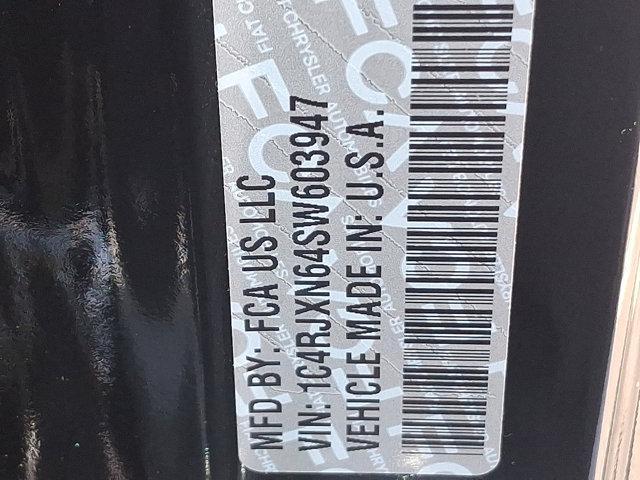 MFD BY: FCA US LLC
VIN: 1C4RJXN64SW603947
VEHICLE MADE IN: U.S.A.